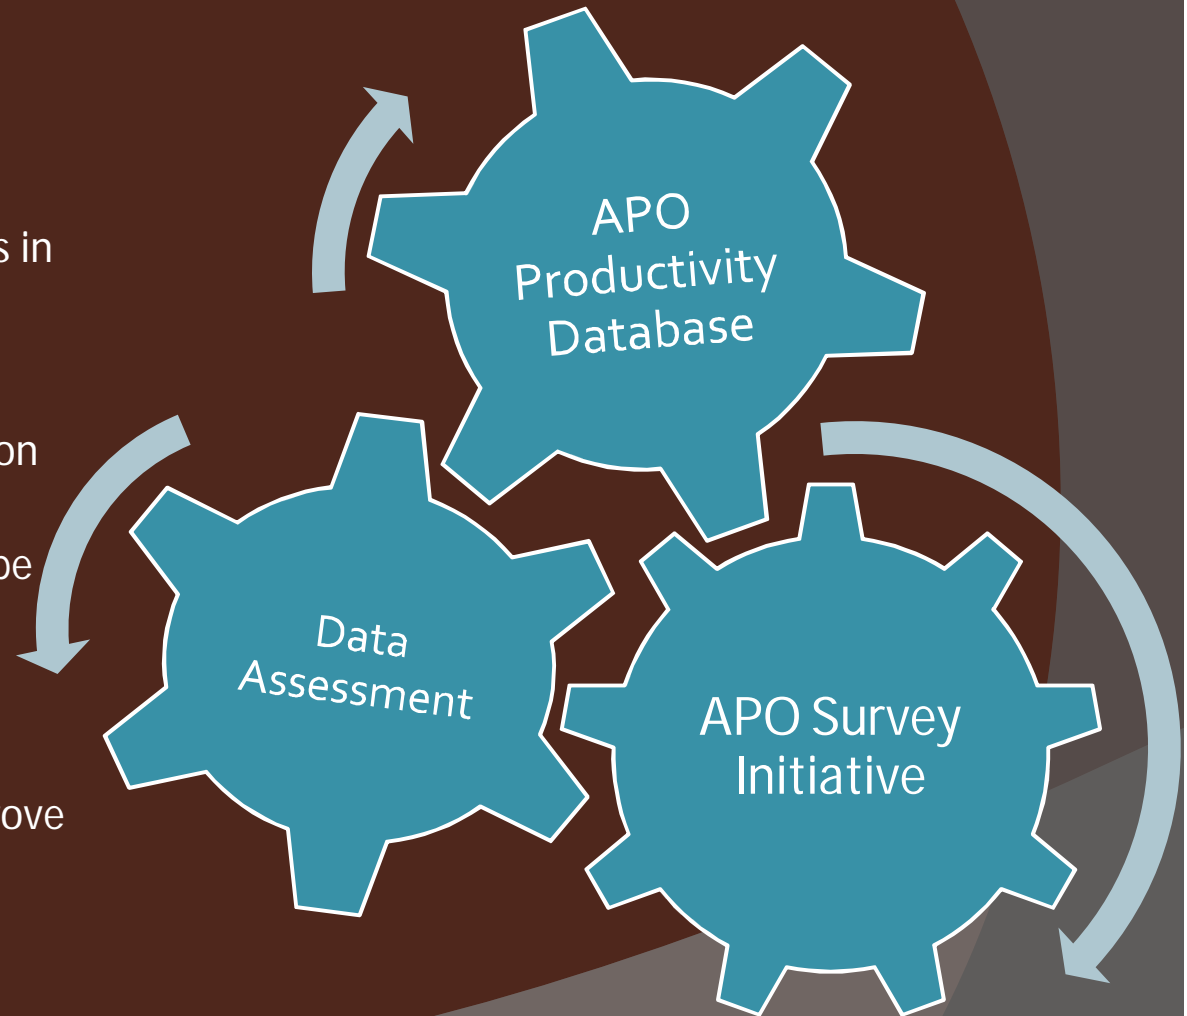 s in
on
be
ove
APO
Productivity
Database
Data
Assessment
APO Survey
Initiative